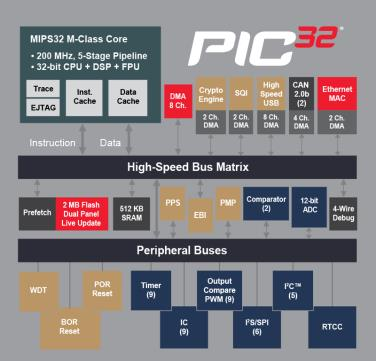 MIPS32 M-Class Core
• 200 MHz, 5-Stage Pipeline
• 32-bit CPU + DSP + FPU
Trace
EJTAG
Inst.
Cache
Data
Cache
PIC32®
DMA
8 Ch.
Crypto
Engine
2 Ch.
DMA
SQI
2 Ch.
DMA
High
Speed
USB
8 Ch.
DMA
CAN
2.0b
(2)
4 Ch.
DMA
Ethernet
MAC
2 Ch.
DMA
Instruction
Data
High-Speed Bus Matrix
Prefetch
2 MB Flash
Dual Panel
Live Update
512 KB
SRAM
PPS
EBI
PMP
Comparator
(2)
12-bit
ADC
4-Wire
Debug
Peripheral Buses
WDT
BOR
Reset
POR
Reset
Timer
(9)
IC
(9)
Output
Compare
PWM (9)
I²S/SPI
(6)
I²C™
(5)
RTCC